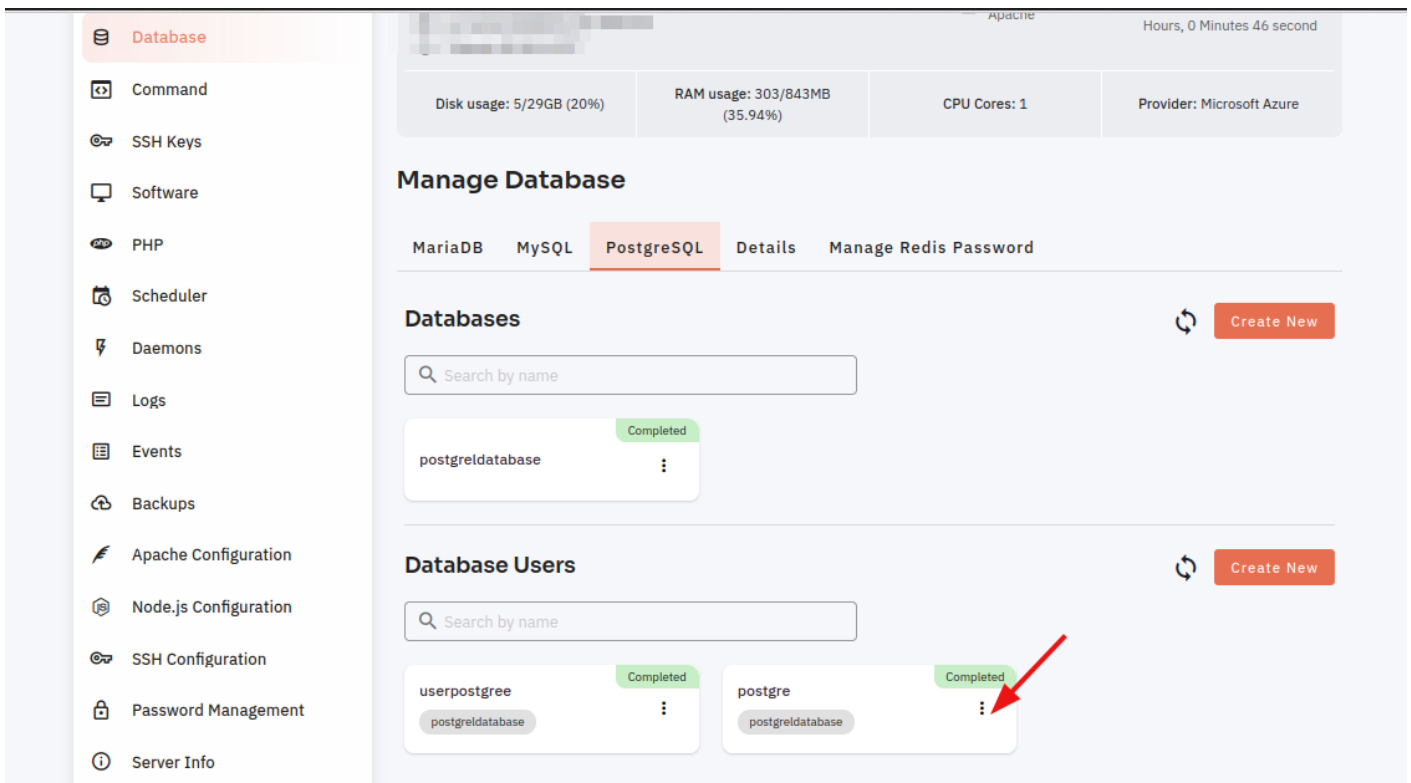 Database
Command
SSH Keys
Software
PHP
Scheduler
Daemons
Logs
Events
Backups
Apache Configuration
Node.js Configuration
SSH Configuration
Password Management
Server Info
Apache
Hours, 0 Minutes 46 second
Disk usage: 5/29GB (20%)
RAM usage: 303/843MB
(35.94%)
CPU Cores: 1
Provider: Microsoft Azure
Manage Database
MariaDB MySQL PostgreSQL Details Manage Redis Password
Databases
Create New
Search by name
Completed
postgreldatabase
Database Users
Create New
Search by name
Completed
userpostgree
postgreldatabase
Completed
postgre
postgreldatabase